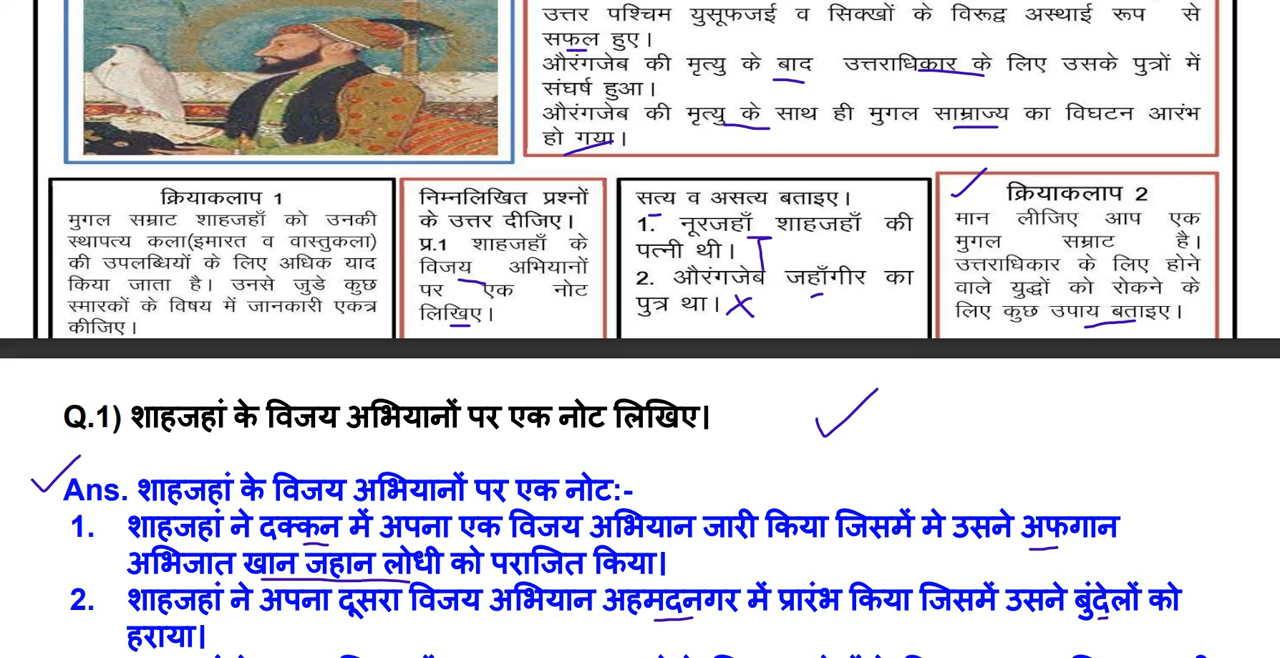 उत्तर पश्चिम युसूफजई व सिक्खों के विरूद्व अस्थाई रूप से
सफल हुए।
औरंगजेब की मृत्यु के बाद उत्तराधिकार के लिए उसके पुत्रों में
संघर्ष हुआ।
औरंगजेब की मृत्यु के साथ ही मुगल साम्राज्य का विघटन आरंभ
हो गया।
क्रियाकलाप 1
मुगल सम्राट शाहजहाँ को उनकी
स्थापत्य कला(इमारत व वास्तुकला)
की उपलब्धियों के लिए अधिक याद
किया जाता है। उनसे जुडे कुछ
स्मारकों के विषय में जानकारी एकत्र
कीजिए।
निम्नलिखित प्रश्नों
के उत्तर दीजिए।
प्र.1 शाहजहाँ के
विजय अभियानों
पर एक नोट
लिखिए।
सत्य व असत्य बताइए।
1. नूरजहाँ शाहजहाँ की
पत्नी थी। T
2. औरंगजेब जहाँगीर का
पुत्र था। X
क्रियाकलाप 2
मान लीजिए आप एक
मुगल सम्राट है।
उत्तराधिकार के लिए होने
वाले युद्धों को रोकने के
लिए कुछ उपाय बताइए।
Q.1) शाहजहां के विजय अभियानों पर एक नोट लिखिए।
Ans. शाहजहां के विजय अभियानों पर एक नोट:-
1. शाहजहां ने दक्कन में अपना एक विजय अभियान जारी किया जिसमें मे उसने अफगान
अभिजात खान जहान लोधी को पराजित किया।
2. शाहजहां ने अपना दूसरा विजय अभियान अहमदनगर में प्रारंभ किया जिसमें उसने बुंदेलों को
हराया।